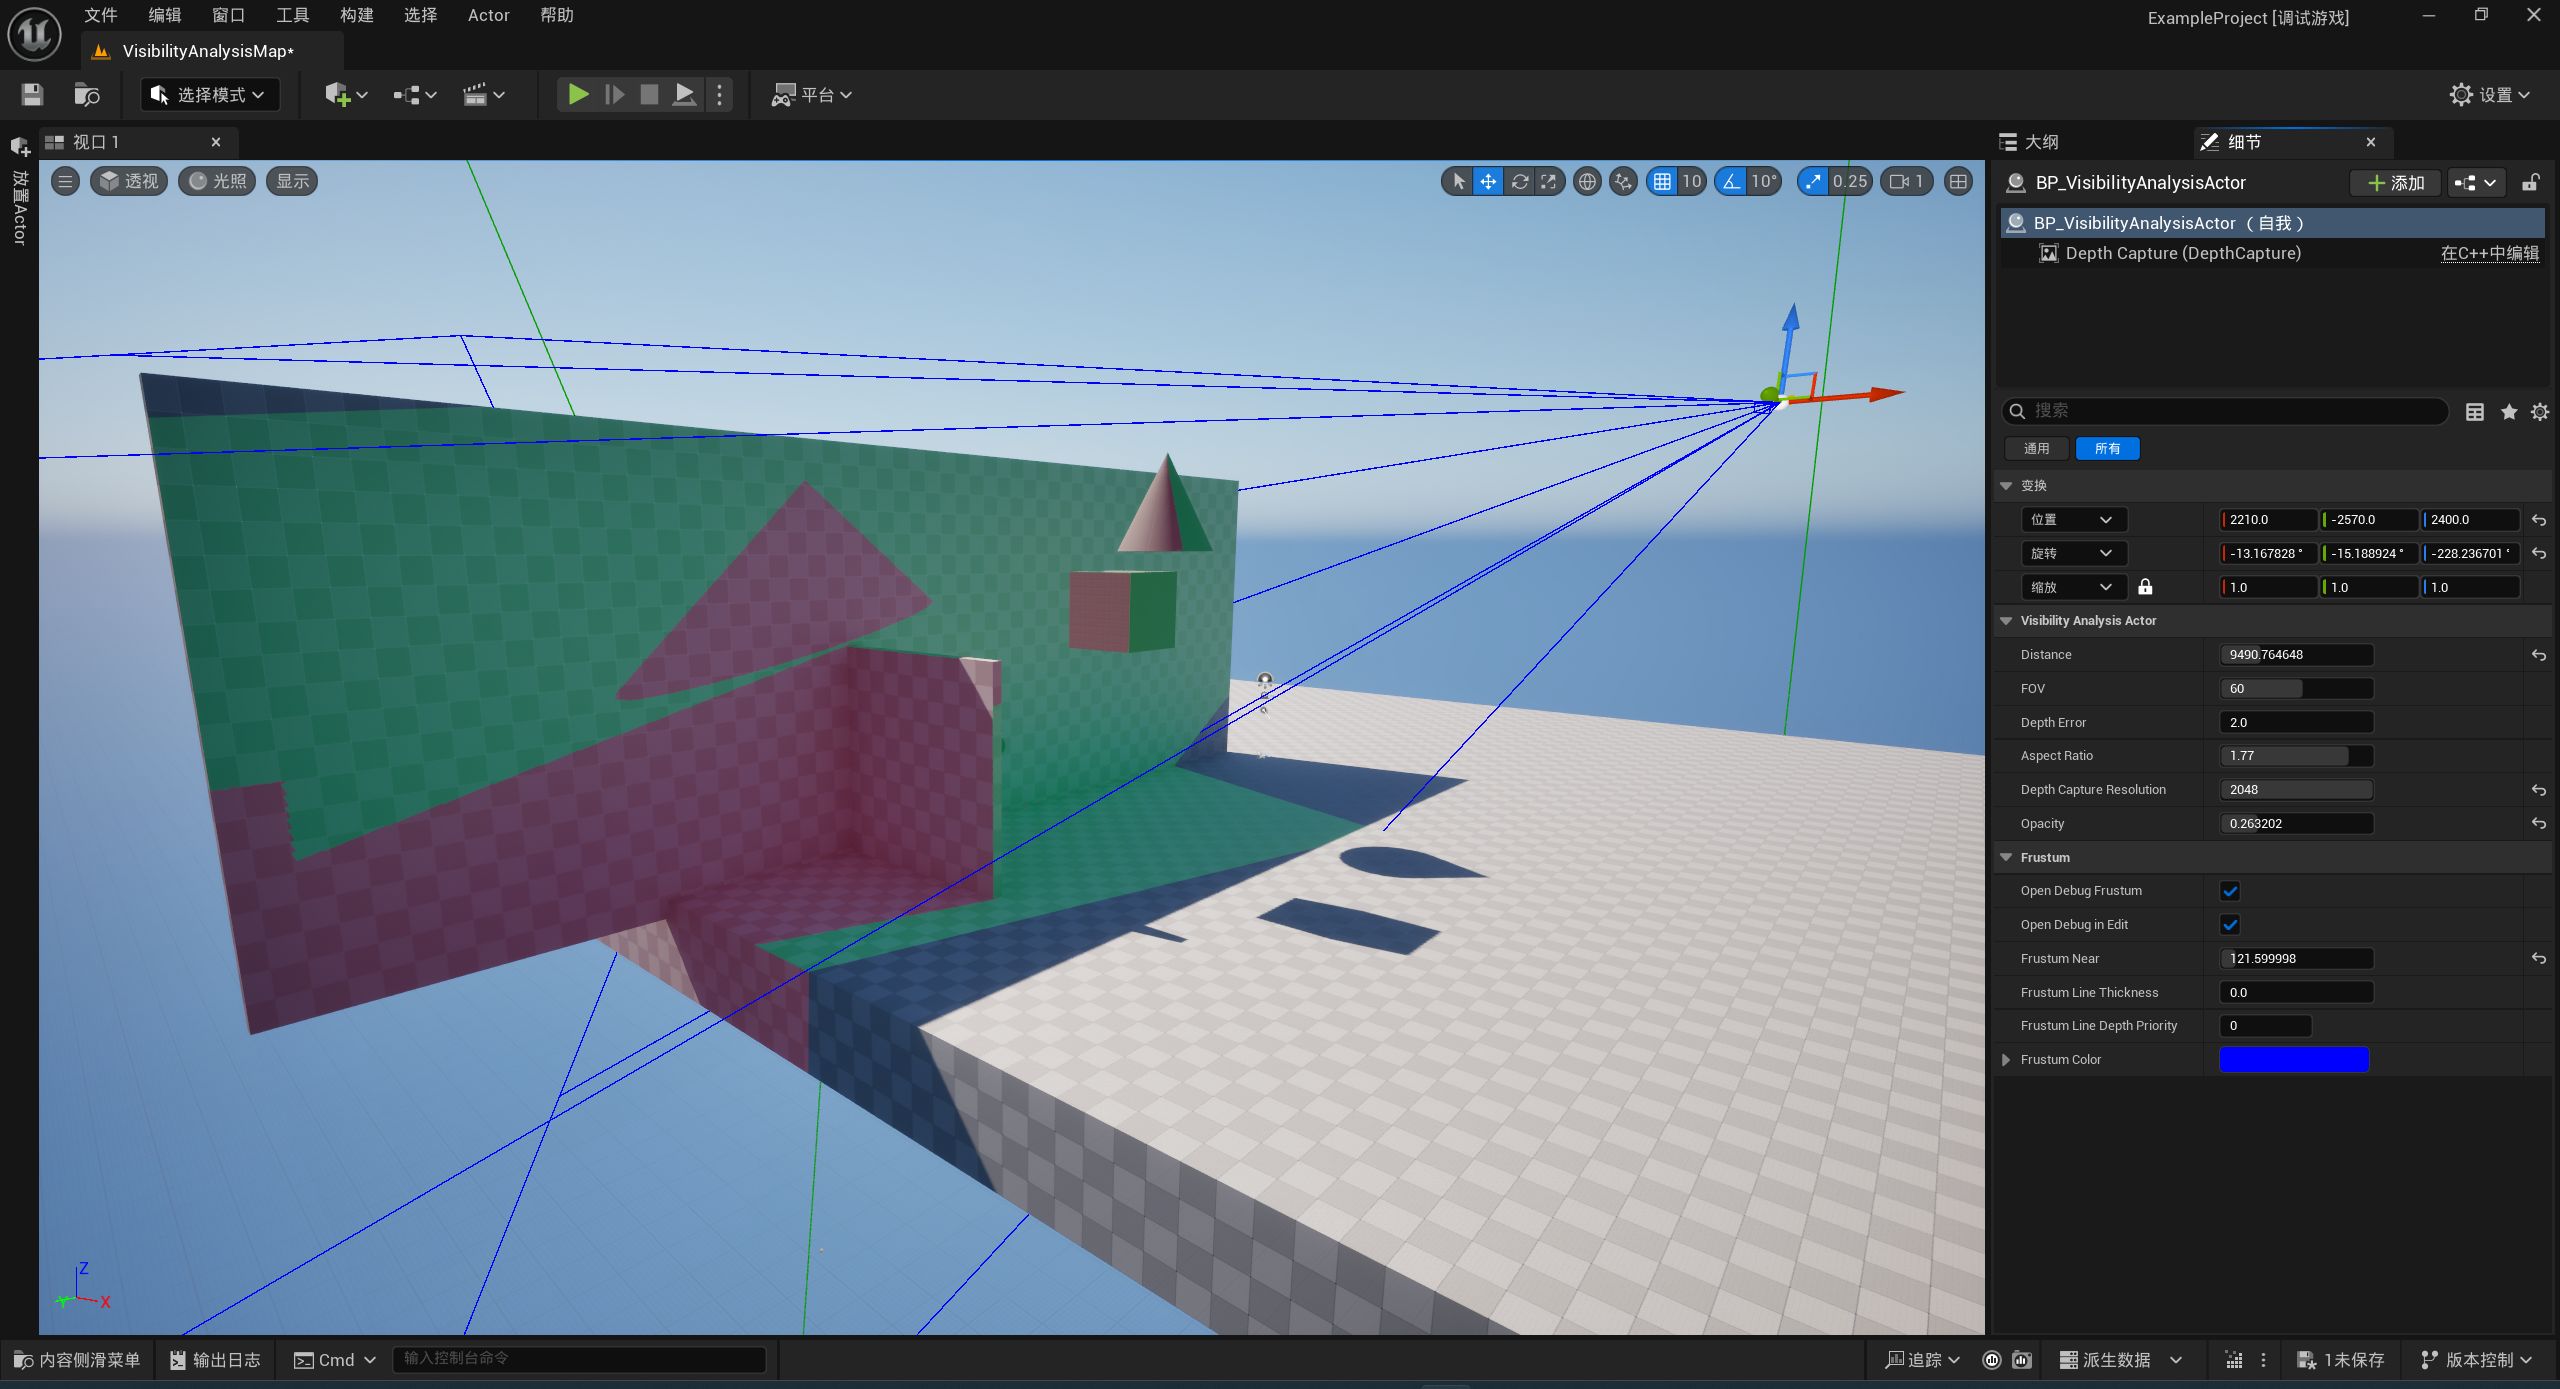 文件 编辑 窗口 工具 构建 选择 Actor 帮助
ExampleProject [调试游戏]
VisibilityAnalysisMap*
选择模式
平台
设置
放置Actor
视口 1
透视 光照 显示
10 10° 0.25 1
大纲
细节
BP_VisibilityAnalysisActor
添加
BP_VisibilityAnalysisActor （自我）
Depth Capture (DepthCapture) 在C++中编辑
搜索
通用 所有
变换
位置 2210.0 -2570.0 2400.0
旋转 -13.167828 ° -15.188924 ° -228.236701 °
缩放 1.0 1.0 1.0
Visibility Analysis Actor
Distance 9490.764648
FOV 60
Depth Error 2.0
Aspect Ratio 1.77
Depth Capture Resolution 2048
Opacity 0.263202
Frustum
Open Debug Frustum
Open Debug in Edit
Frustum Near 121.599998
Frustum Line Thickness 0.0
Frustum Line Depth Priority 0
Frustum Color
Z
Y X
内容侧滑菜单 输出日志 Cmd 输入控制台命令
追踪 派生数据 1未保存 版本控制